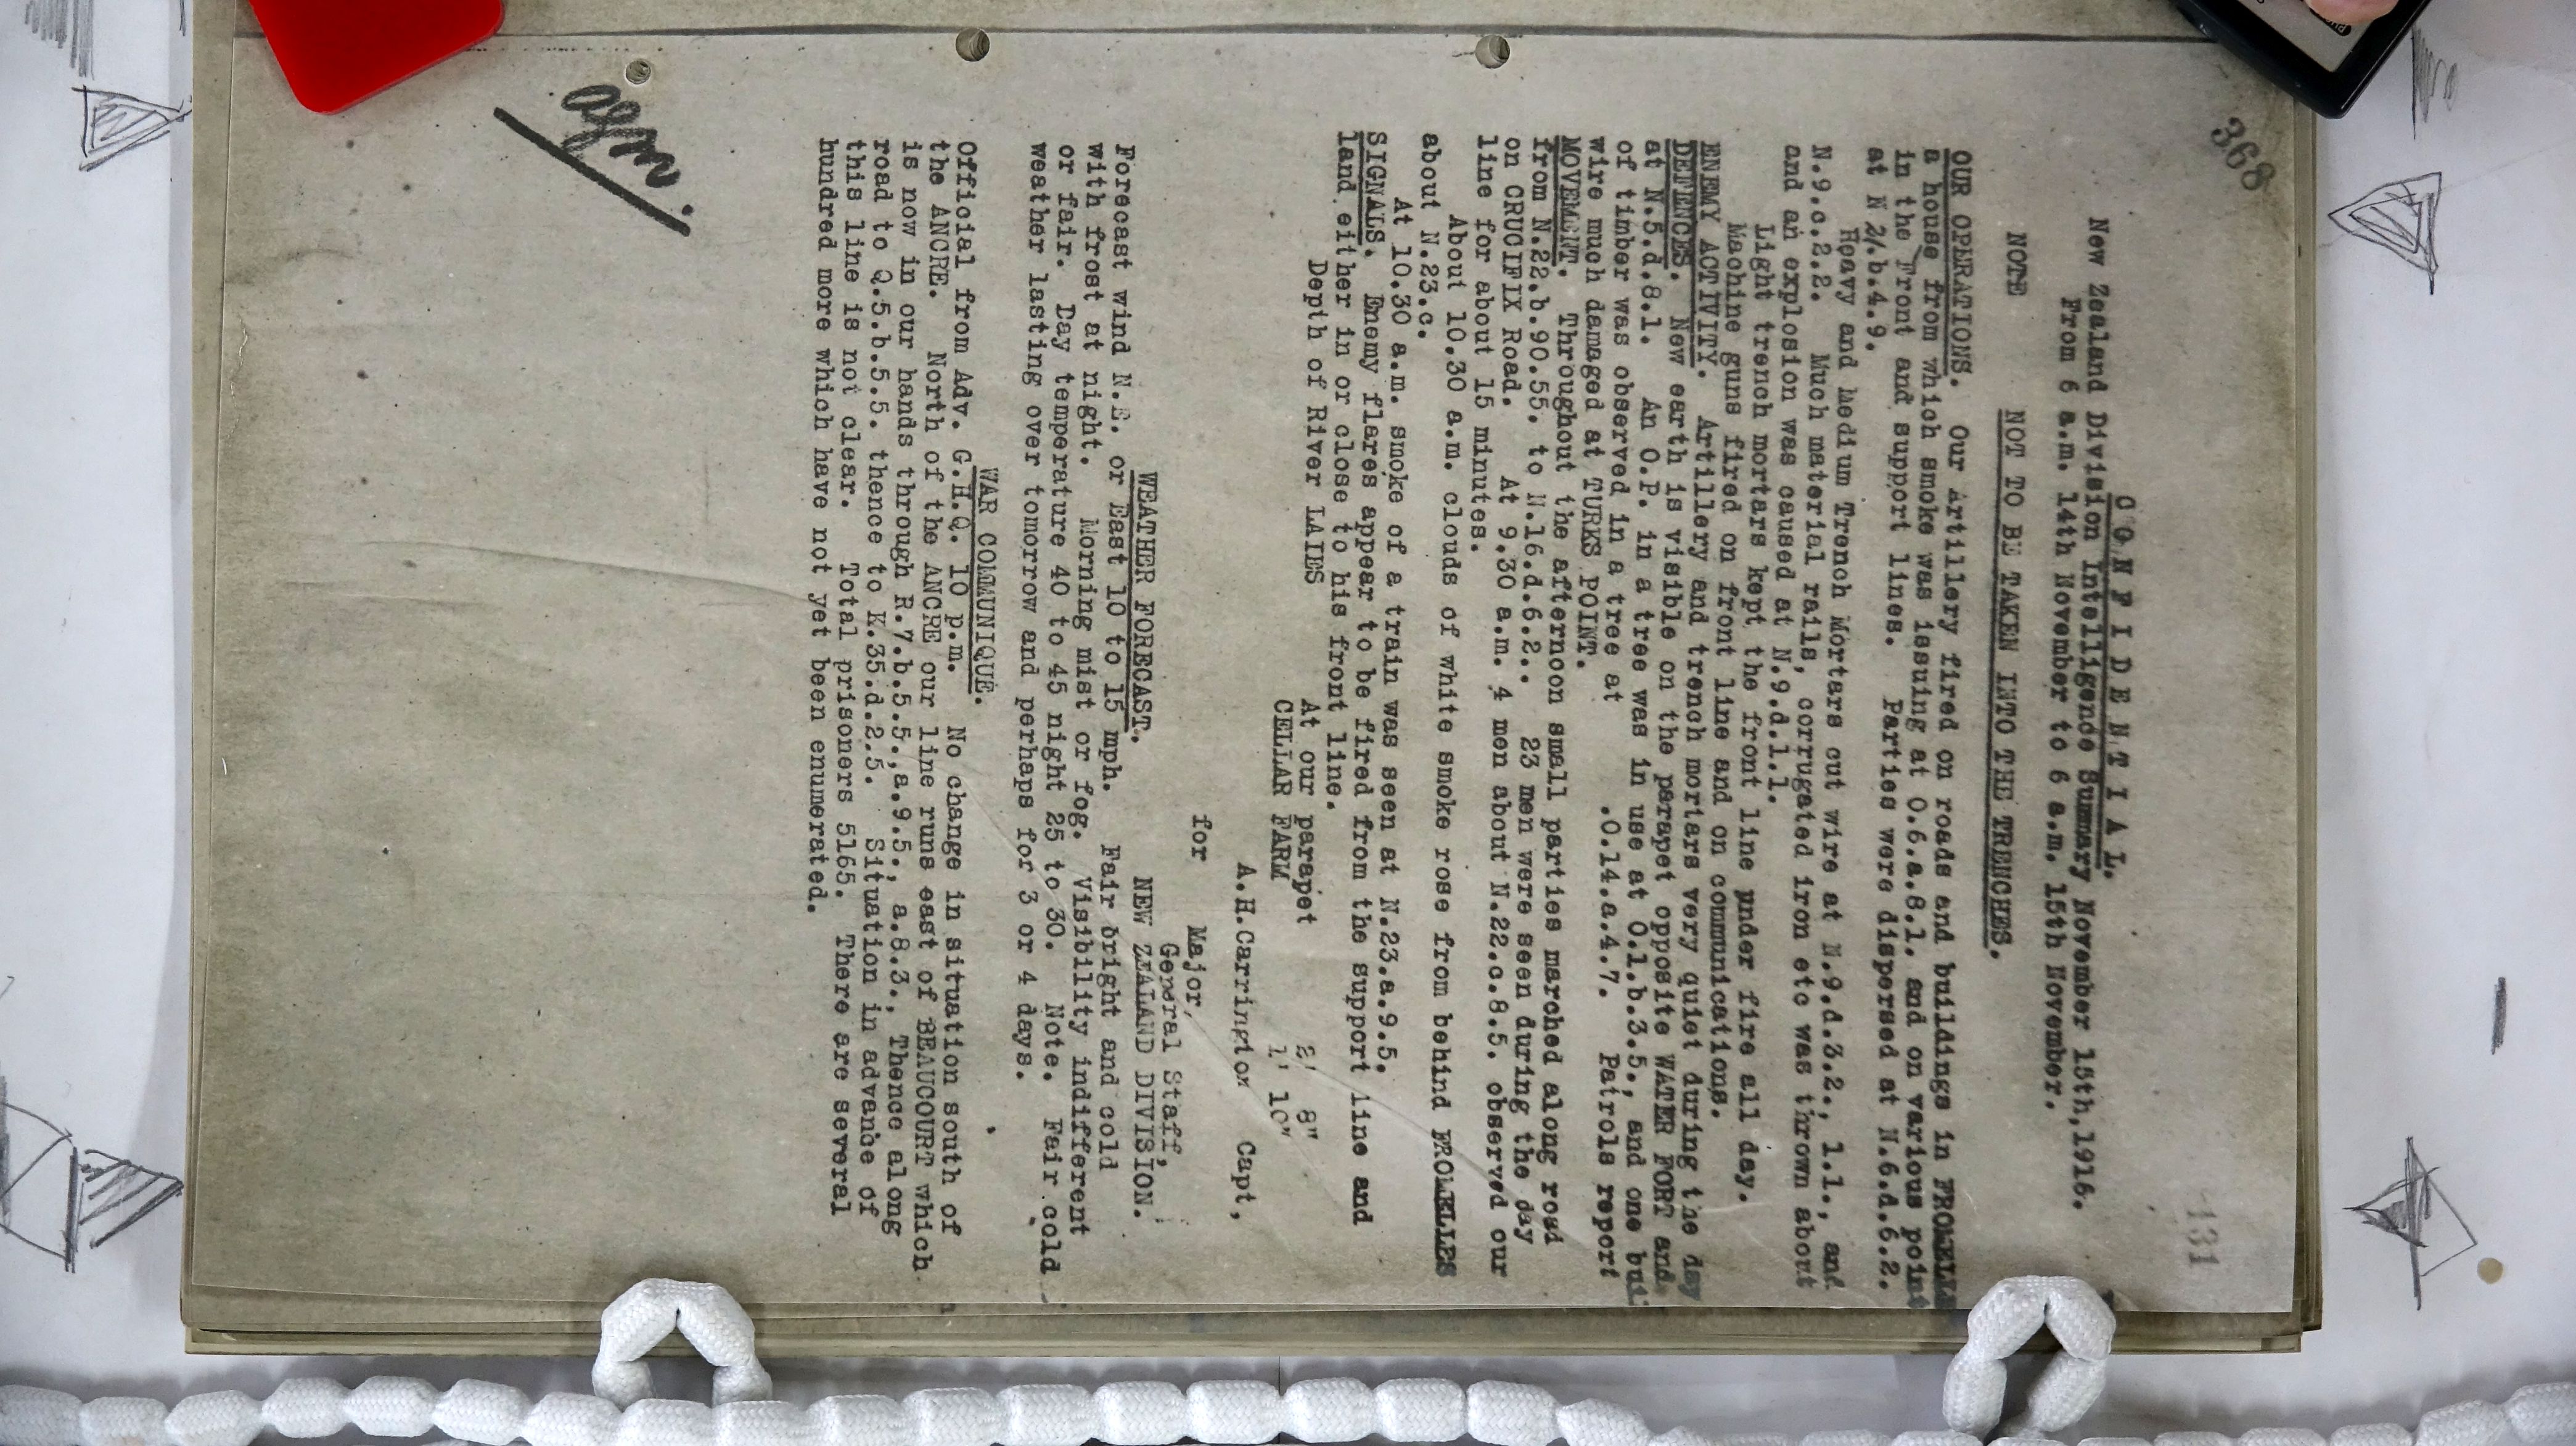 368
131
C O N F I D E N T I A L.
New Zealand Division Intelligence Summary November 15th,1916.
From 6 a.m. 14th November to 6 a.m. 15th November.
NOTE NOT TO BE TAKEN INTO THE TRENCHES.
OUR OPERATIONS. Our Artillery fired on roads and buildings in FROMELLE
a house from which smoke was issuing at O.6.a.8.1. and on various point
in the Front and support lines. Parties were dispersed at N.6.d.6.2.
at N 2/.b.4.9.
Heavy and Medium Trench Mortars cut wire at N.9.d.3.2., 1.1., and
N.9.c.2.2. Much material rails, corrugated iron etc was thrown about
and an explosion was caused at N.9.d.1.1.
Light trench mortars kept the front line under fire all day.
Machine guns fired on front line and on communications.
ENEMY ACTIVITY. Artillery and trench mortars very quiet during the day
DEFENCES. New earth is visible on the parapet opposite WATER FORT and
at N.5.d.8.1. An O.P. in a tree was in use at O.1.b.3.5., and one bui
of timber was observed in a tree at .O.14.a.4.7. Patrols report
wire much damaged at TURKS POINT.
MOVEMENT. Throughout the afternoon small parties marched along road
from N.22.b.90.55. to N.16.d.6.2.. 23 men were seen during the day
on CRUCIFIX Road. At 9.30 a.m. 4 men about N.22.c.8.5. observed our
line for about 15 minutes.
About 10.30 a.m. clouds of white smoke rose from behind FROMELLES
about N.23.c.
At 10.30 a.m. smoke of a train was seen at N.23.a.9.5.
SIGNALS. Enemy flares appear to be fired from the support line and
land either in or close to his front line.
Depth of River LAIES At our parapet 2' 8"
CELLAR FARM 1' 10"
A.H.Carrington Capt,
for Major,
General Staff,
NEW ZEALAND DIVISION.
WEATHER FORECAST.
Forecast wind N.E. or East 10 to 15 mph. Fair bright and cold
with frost at night. Morning mist or fog. Visibility indifferent
or fair. Day temperature 40 to 45 night 25 to 30. Note. Fair cold
weather lasting over tomorrow and perhaps for 3 or 4 days.
WAR COMMUNIQUE.
Official from Adv. G.H.Q. 10 p.m. No change in situation south of
the ANCRE. North of the ANCRE our line runs east of BEAUCOURT which
is now in our hands through R.7.b.5.5.,a.9.5., a.8.3., Thence along
road to Q.5.b.5.5. thence to K.35.d.2.5. Situation in advance of
this line is not clear. Total prisoners 5165. There are several
hundred more which have not yet been enumerated.